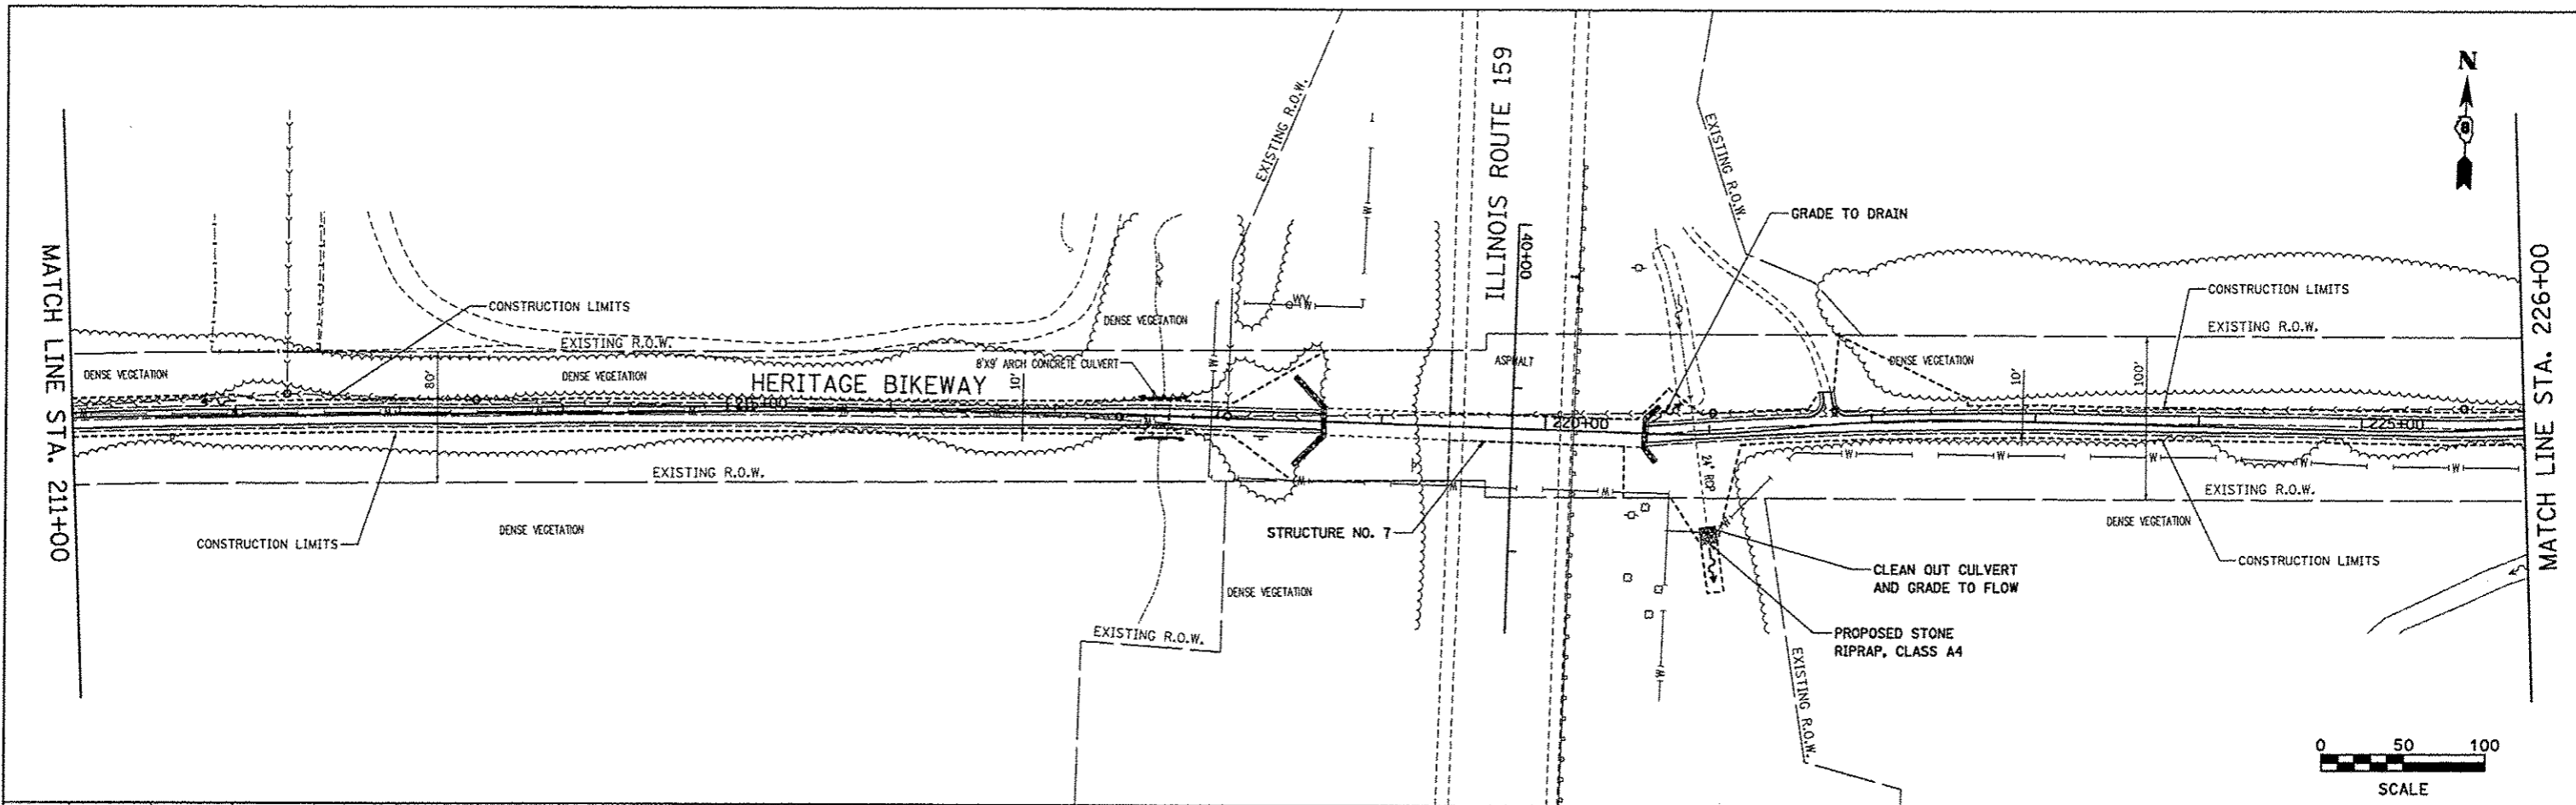 N
ILLINOIS ROUTE 159
EXISTING R.O.W.
EXISTING R.O.W.
GRADE TO DRAIN
40+00
MATCH LINE STA. 211+00
CONSTRUCTION LIMITS
DENSE VEGETATION
CONSTRUCTION LIMITS
EXISTING R.O.W.
MATCH LINE STA. 226+00
EXISTING R.O.W.
8'X9' ARCH CONCRETE CULVERT
ASPHALT
DENSE VEGETATION
DENSE VEGETATION
80'
DENSE VEGETATION
HERITAGE BIKEWAY
10'
10'
100'
220+00
225+00
EXISTING R.O.W.
24" RCP
EXISTING R.O.W.
DENSE VEGETATION
CONSTRUCTION LIMITS
DENSE VEGETATION
STRUCTURE NO. 7
CONSTRUCTION LIMITS
CLEAN OUT CULVERT
AND GRADE TO FLOW
DENSE VEGETATION
EXISTING R.O.W.
PROPOSED STONE
RIPRAP, CLASS A4
EXISTING R.O.W.
0 50 100
SCALE